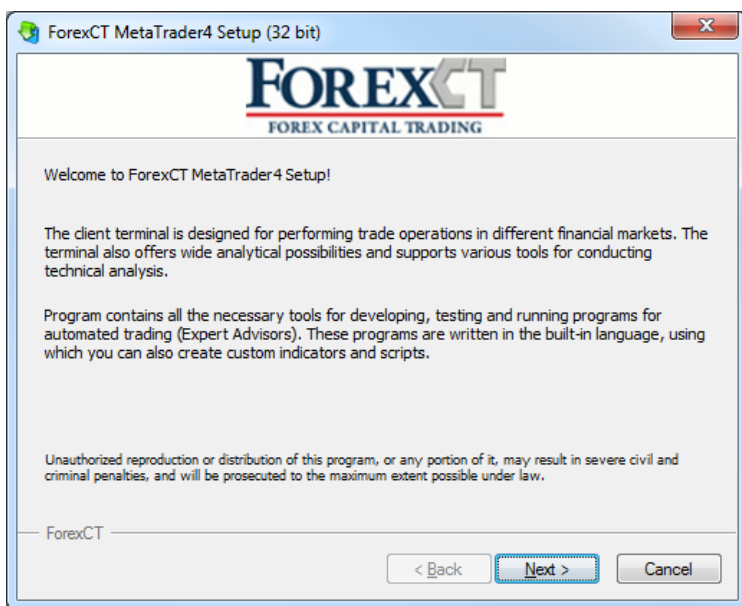 ForexCT MetaTrader4 Setup (32 bit)
FOREXCT
FOREX CAPITAL TRADING
Welcome to ForexCT MetaTrader4 Setup!
The client terminal is designed for performing trade operations in different financial markets. The
terminal also offers wide analytical possibilities and supports various tools for conducting
technical analysis.
Program contains all the necessary tools for developing, testing and running programs for
automated trading (Expert Advisors). These programs are written in the built-in language, using
which you can also create custom indicators and scripts.
Unauthorized reproduction or distribution of this program, or any portion of it, may result in severe civil and
criminal penalties, and will be prosecuted to the maximum extent possible under law.
ForexCT
< Back Next > Cancel